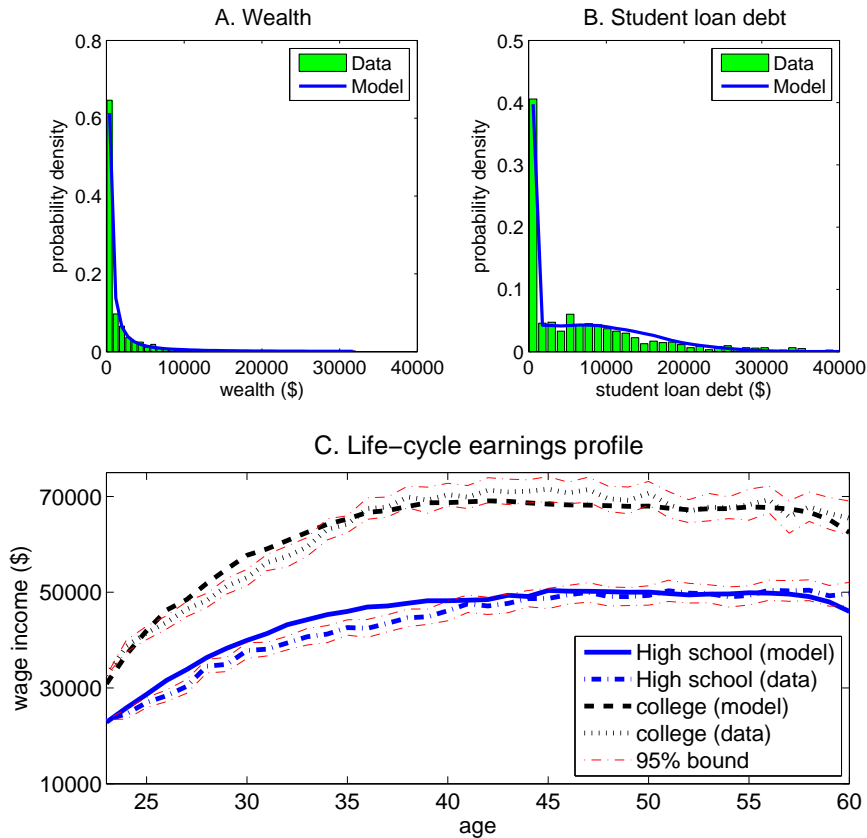 A. Wealth
0.8
0.6
0.4
0.2
0
probability density
Data
Model
0 10000 20000 30000 40000
wealth ($)
B. Student loan debt
0.5
0.4
0.3
0.2
0.1
0
probability density
Data
Model
0 10000 20000 30000 40000
student loan debt ($)
C. Life−cycle earnings profile
70000
50000
30000
10000
wage income ($)
High school (model)
High school (data)
college (model)
college (data)
95% bound
25 30 35 40 45 50 55 60
age